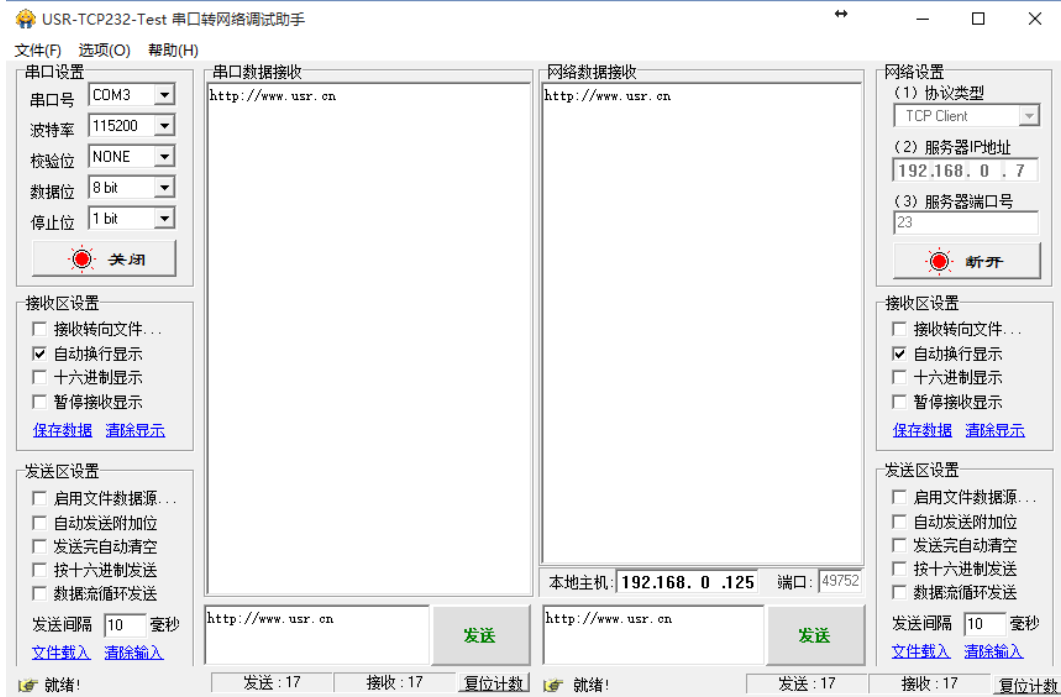 USR-TCP232-Test 串口转网络调试助手
文件(F) 选项(O) 帮助(H)
串口设置
串口号 COM3
波特率 115200
校验位 NONE
数据位 8 bit
停止位 1 bit
关闭
接收区设置
接收转向文件...
自动换行显示
十六进制显示
暂停接收显示
保存数据 清除显示
发送区设置
启用文件数据源...
自动发送附加位
发送完自动清空
按十六进制发送
数据流循环发送
发送间隔 10 毫秒
文件载入 清除输入
就绪!
串口数据接收
http://www.usr.cn
http://www.usr.cn
发送
发送 : 17 接收 : 17 复位计数
网络数据接收
http://www.usr.cn
本地主机: 192.168. 0 .125 端口: 49752
http://www.usr.cn
发送
就绪!
发送 : 17 接收 : 17 复位计数
网络设置
(1) 协议类型
TCP Client
(2) 服务器IP地址
192.168. 0 . 7
(3) 服务器端口号
23
断开
接收区设置
接收转向文件...
自动换行显示
十六进制显示
暂停接收显示
保存数据 清除显示
发送区设置
启用文件数据源...
自动发送附加位
发送完自动清空
按十六进制发送
数据流循环发送
发送间隔 10 毫秒
文件载入 清除输入